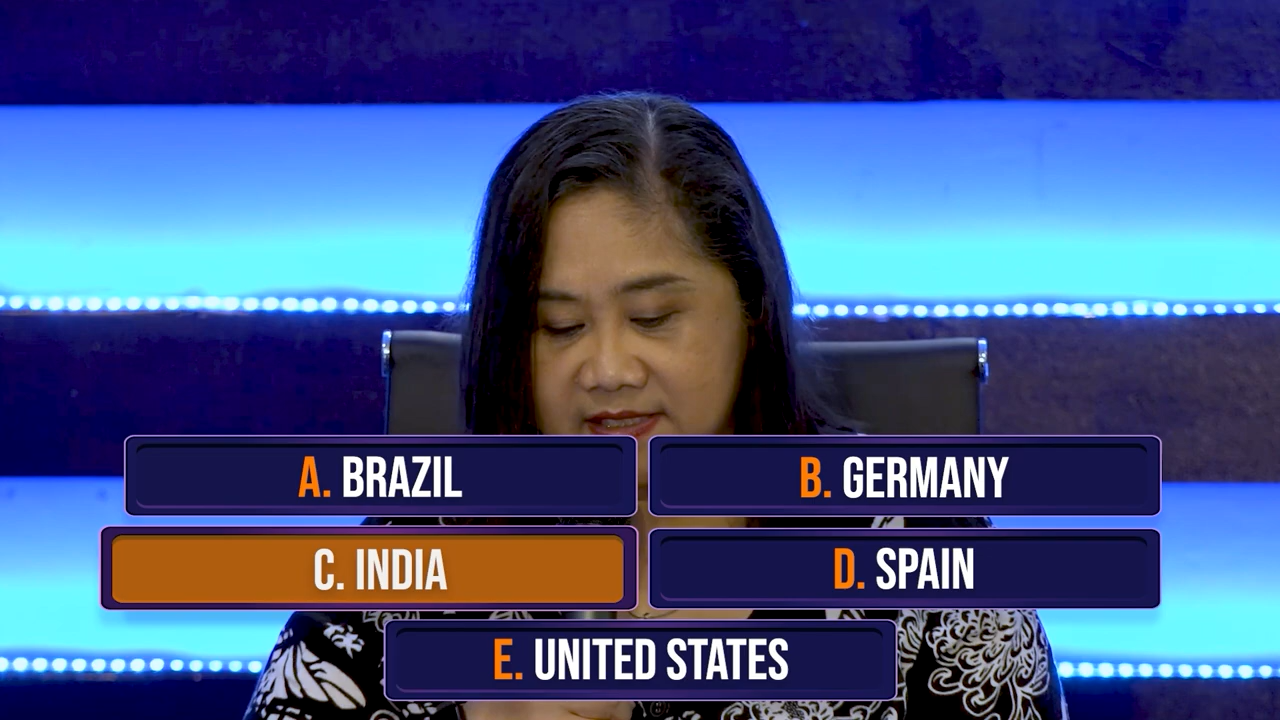 A. BRAZIL
B. GERMANY
C. INDIA
D. SPAIN
E. UNITED STATES